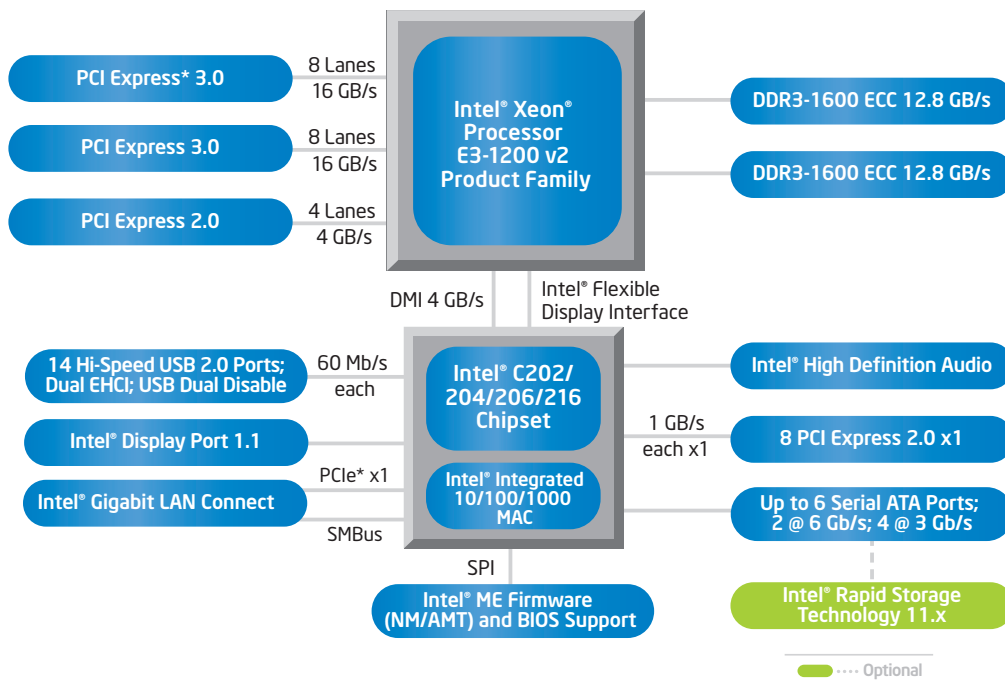 PCI Express* 3.0
8 Lanes
16 GB/s
PCI Express 3.0
8 Lanes
16 GB/s
PCI Express 2.0
4 Lanes
4 GB/s
Intel® Xeon®
Processor
E3-1200 v2
Product Family
DDR3-1600 ECC 12.8 GB/s
DDR3-1600 ECC 12.8 GB/s
DMI 4 GB/s
Intel® Flexible
Display Interface
14 Hi-Speed USB 2.0 Ports;
Dual EHCI; USB Dual Disable
60 Mb/s
each
Intel® Display Port 1.1
Intel® Gigabit LAN Connect
PCIe* x1
SMBus
Intel® C202/
204/206/216
Chipset
Intel® Integrated
10/100/1000
MAC
Intel® High Definition Audio
1 GB/s
each x1
8 PCI Express 2.0 x1
Up to 6 Serial ATA Ports;
2 @ 6 Gb/s; 4 @ 3 Gb/s
SPI
Intel® ME Firmware
(NM/AMT) and BIOS Support
Intel® Rapid Storage
Technology 11.x
Optional